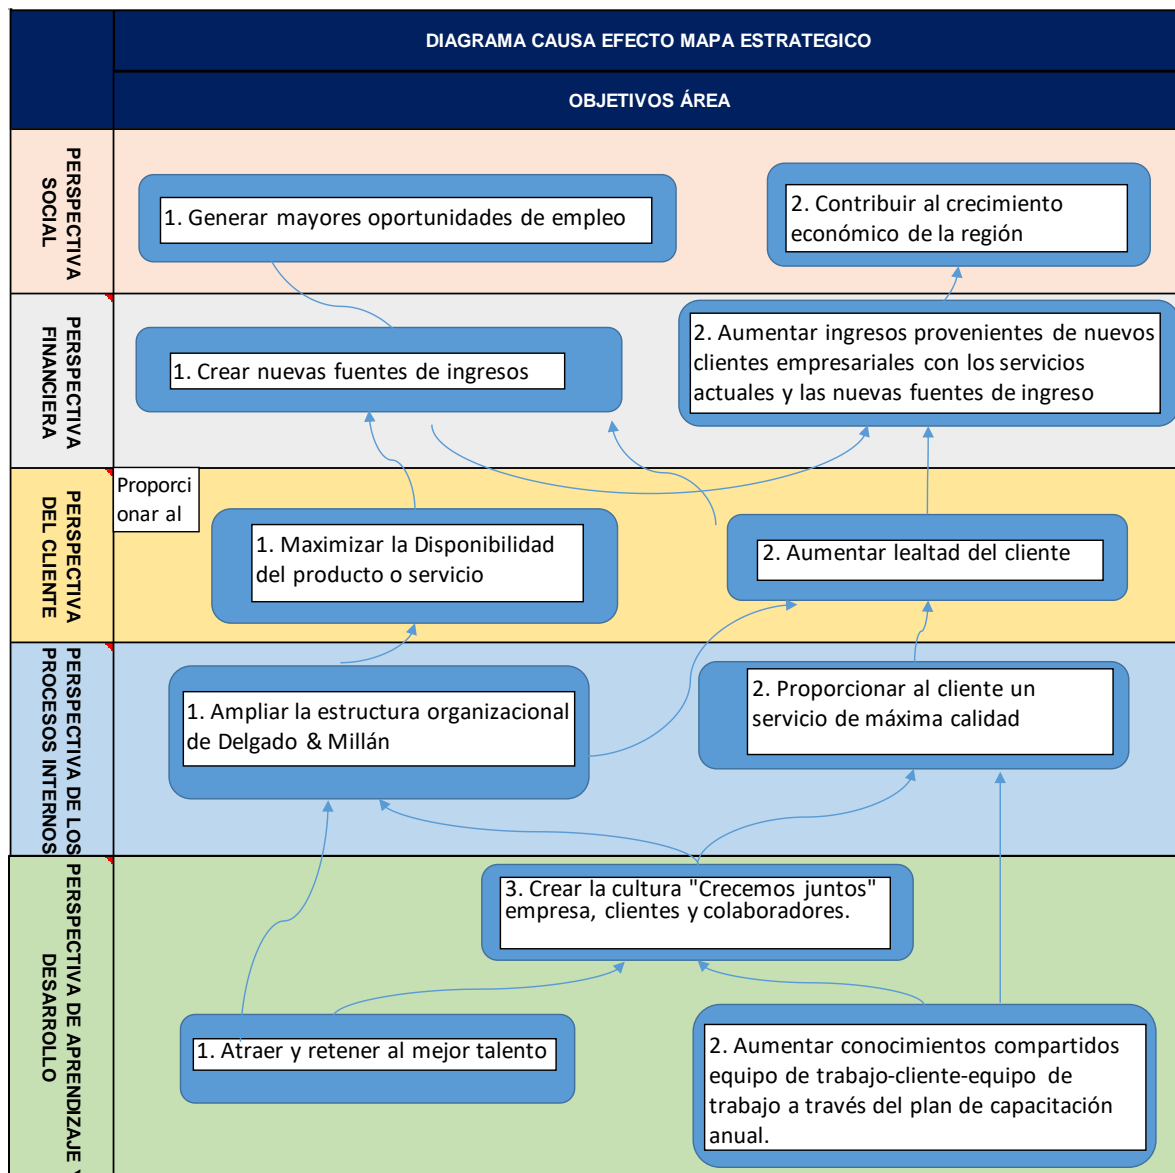 DIAGRAMA CAUSA EFECTO MAPA ESTRATEGICO
OBJETIVOS ÁREA
PERSPECTIVA
SOCIAL
1. Generar mayores oportunidades de empleo
2. Contribuir al crecimiento
económico de la región
PERSPECTIVA
FINANCIERA
1. Crear nuevas fuentes de ingresos
2. Aumentar ingresos provenientes de nuevos
clientes empresariales con los servicios
actuales y las nuevas fuentes de ingreso
PERSPECTIVA
DEL CLIENTE
Proporci
onar al
1. Maximizar la Disponibilidad
del producto o servicio
2. Aumentar lealtad del cliente
PERSPECTIVA DE LOS
PROCESOS INTERNOS
1. Ampliar la estructura organizacional
de Delgado & Millán
2. Proporcionar al cliente un
servicio de máxima calidad
PERSPECTIVA DE APRENDIZAJE Y
DESARROLLO
3. Crear la cultura "Crecemos juntos"
empresa, clientes y colaboradores.
1. Atraer y retener al mejor talento
2. Aumentar conocimientos compartidos
equipo de trabajo-cliente-equipo de
trabajo a través del plan de capacitación
anual.